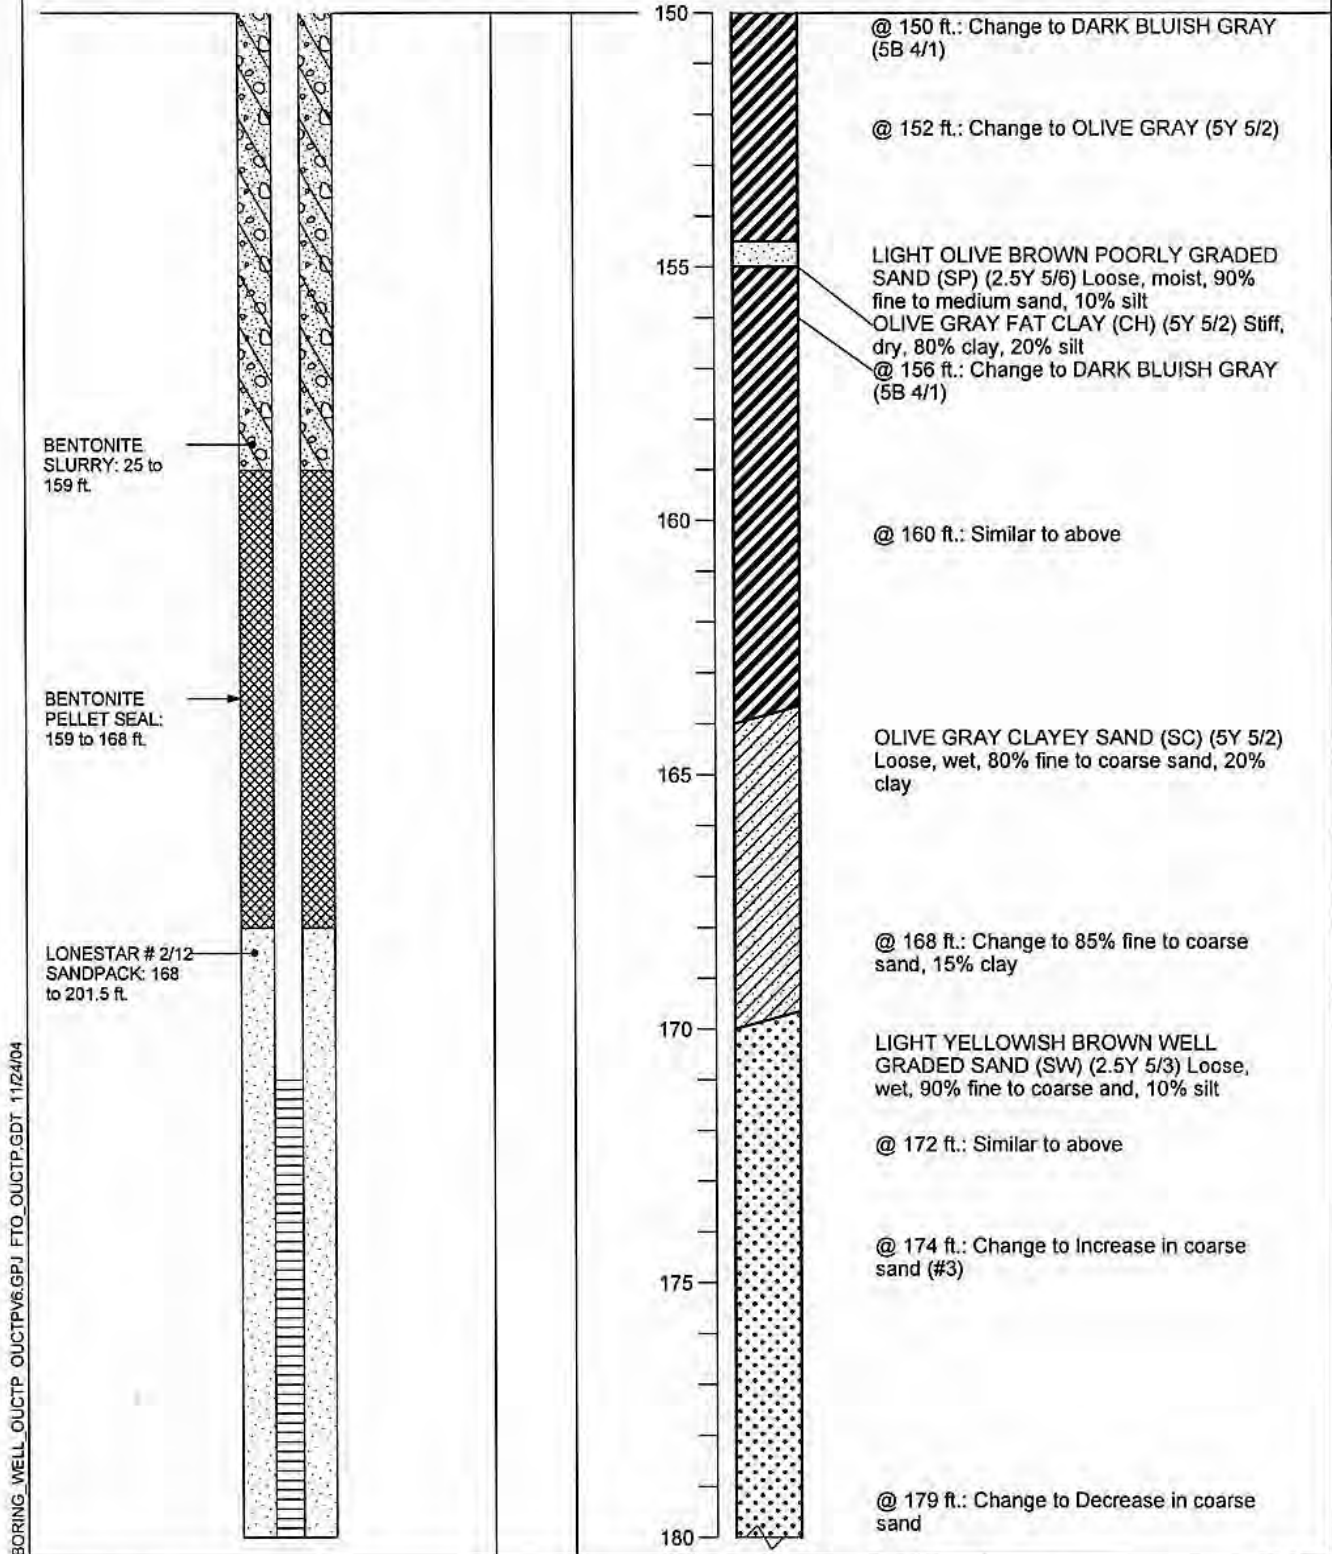 150
@ 150 ft.: Change to DARK BLUISH GRAY
(5B 4/1)
@ 152 ft.: Change to OLIVE GRAY (5Y 5/2)
155
LIGHT OLIVE BROWN POORLY GRADED
SAND (SP) (2.5Y 5/6) Loose, moist, 90%
fine to medium sand, 10% silt
OLIVE GRAY FAT CLAY (CH) (5Y 5/2) Stiff,
dry, 80% clay, 20% silt
@ 156 ft.: Change to DARK BLUISH GRAY
(5B 4/1)
BENTONITE
SLURRY: 25 to
159 ft.
160
@ 160 ft.: Similar to above
BENTONITE
PELLET SEAL:
159 to 168 ft.
OLIVE GRAY CLAYEY SAND (SC) (5Y 5/2)
Loose, wet, 80% fine to coarse sand, 20%
clay
165
LONESTAR # 2/12
SANDPACK: 168
to 201.5 ft.
@ 168 ft.: Change to 85% fine to coarse
sand, 15% clay
170
LIGHT YELLOWISH BROWN WELL
GRADED SAND (SW) (2.5Y 5/3) Loose,
wet, 90% fine to coarse and, 10% silt
@ 172 ft.: Similar to above
@ 174 ft.: Change to Increase in coarse
sand (#3)
175
@ 179 ft.: Change to Decrease in coarse
sand
180
BORING_WELL_OUCTP OUCTPV6.GPJ FTO_OUCTP.GDT 11/24/04